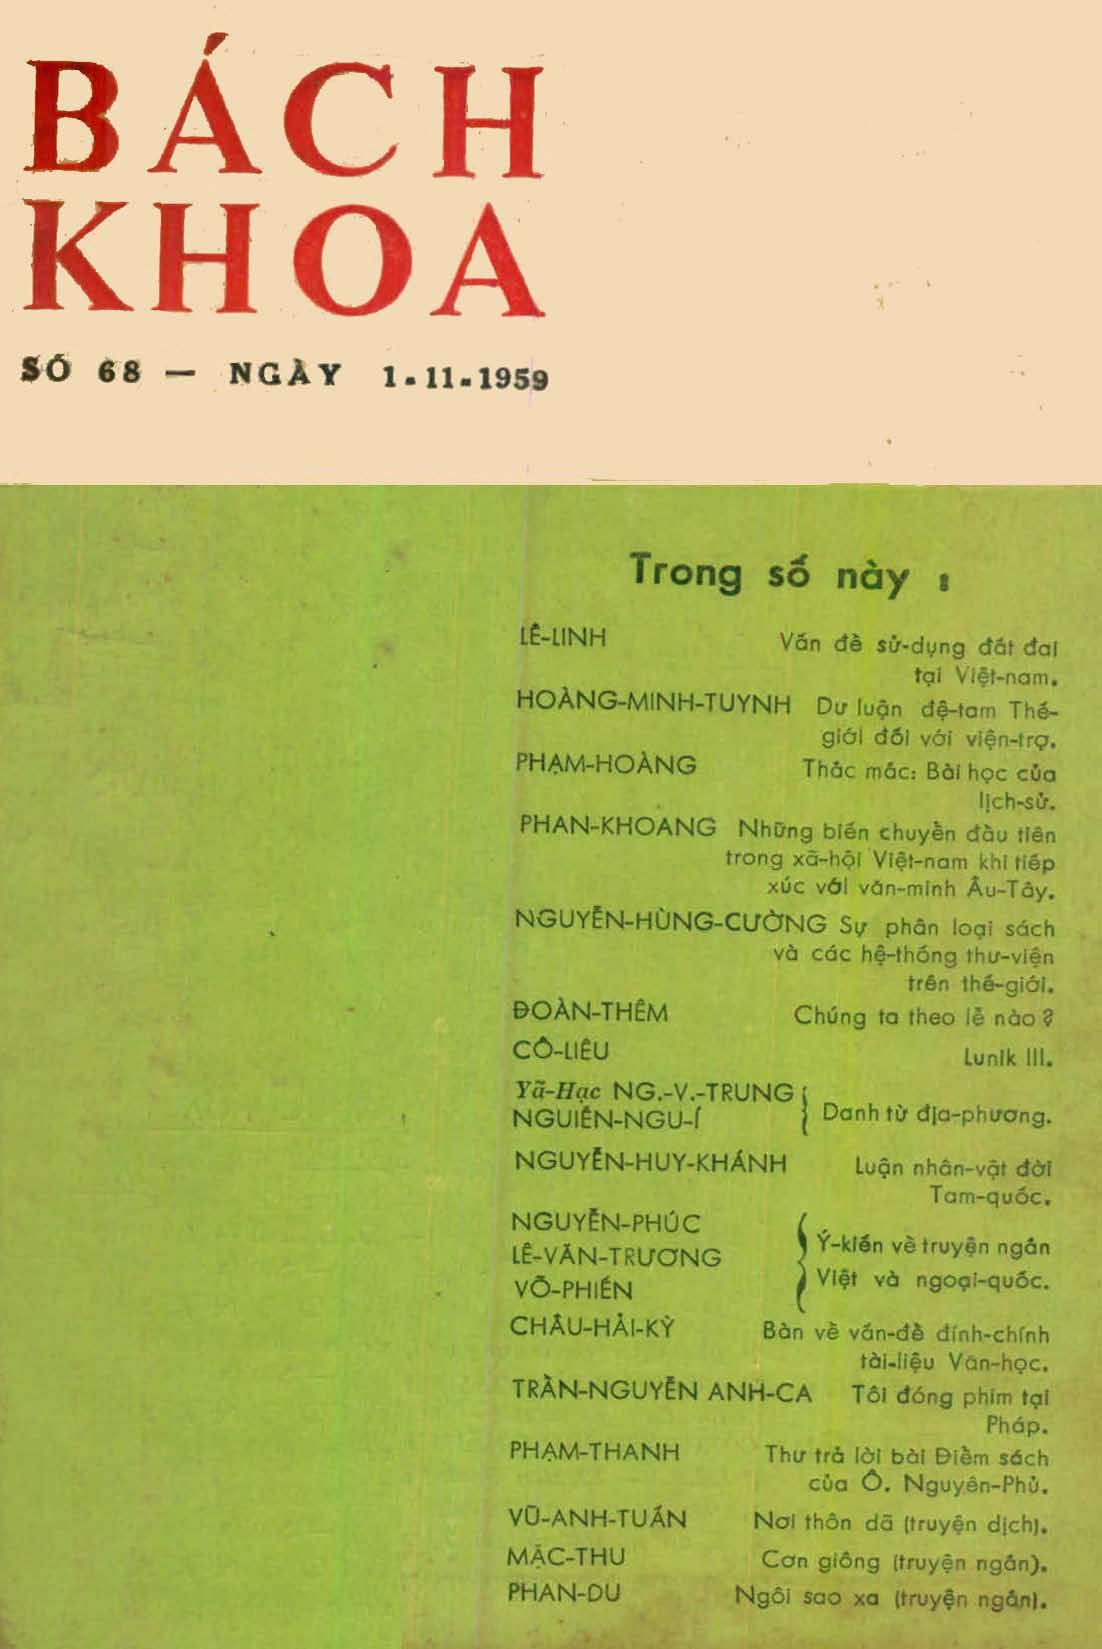 BÁCH
KHOA
SỐ 68 — NGÀY 1-11-1959
Trong số này :
LÊ-LINH Vấn đề sử-dụng đất đai
tại Việt-nam.
HOÀNG-MINH-TUYNH Dư luận đệ-tam Thế-
giới đối với viện-trợ.
PHẠM-HOÀNG Thắc mắc: Bài học của
lịch-sử.
PHAN-KHOANG Những biến chuyển đầu tiên
trong xã-hội Việt-nam khi tiếp
xúc với văn-minh Âu-Tây.
NGUYỄN-HÙNG-CƯỜNG Sự phân loại sách
và các hệ-thống thư-viện
trên thế-giới.
ĐOÀN-THÊM Chúng ta theo lẽ nào ?
CÔ-LIÊU Lunik III.
Yã-Hạc NG.-V.-TRUNG
NGUIỄN-NGU-Í Danh từ địa-phương.
NGUYỄN-HUY-KHÁNH Luận nhân-vật đời
Tam-quốc.
NGUYỄN-PHÚC
LÊ-VĂN-TRƯƠNG Ý-kiến về truyện ngắn
VÕ-PHIẾN Việt và ngoại-quốc.
CHÂU-HẢI-KỲ Bàn về vấn-đề đính-chính
tài-liệu Văn-học.
TRẦN-NGUYỄN ANH-CA Tôi đóng phim tại
Pháp.
PHẠM-THANH Thư trả lời bài Điểm sách
của Ô. Nguyên-Phủ.
VŨ-ANH-TUẤN Nơi thôn dã (truyện dịch).
MẶC-THU Cơn giông (truyện ngắn).
PHAN-DU Ngôi sao xa (truyện ngắn).